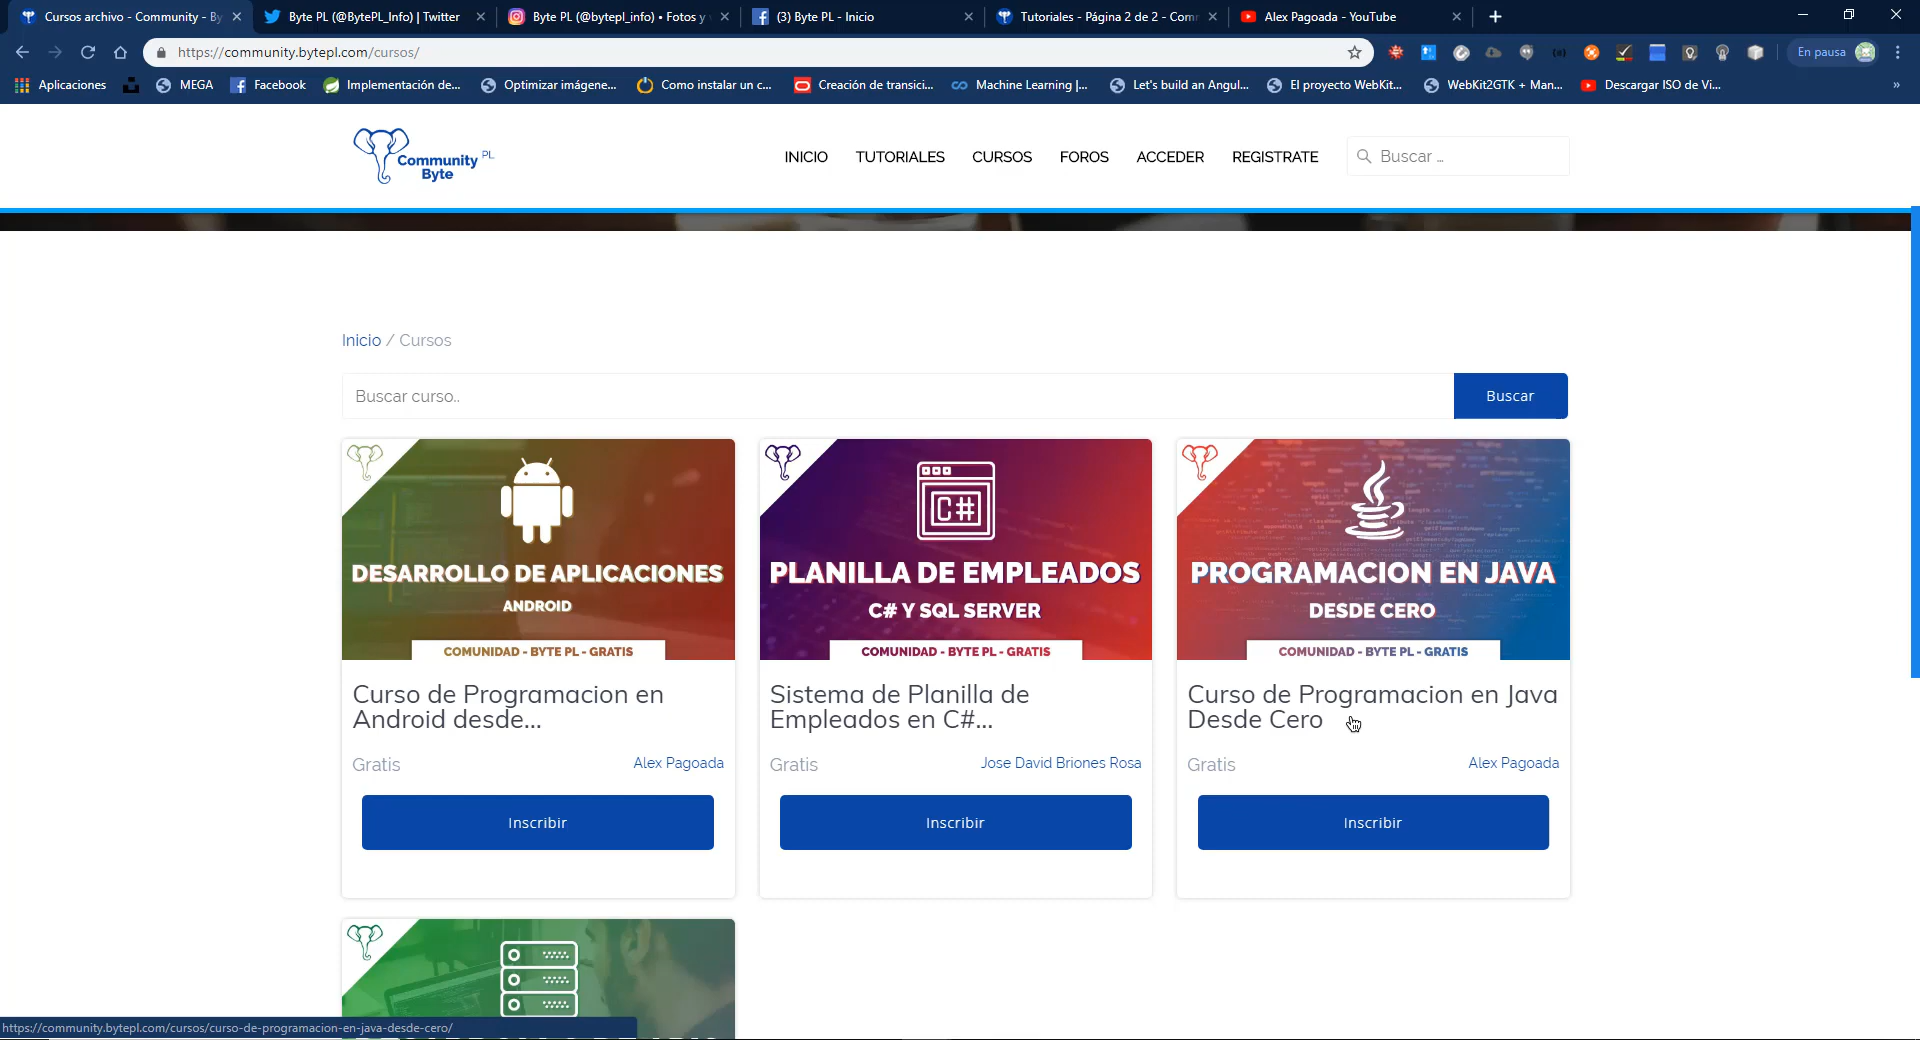 Cursos archivo - Community - By
Byte PL (@BytePL_Info) | Twitter
Byte PL (@bytepl_info) • Fotos y
(3) Byte PL - Inicio
Tutoriales - Página 2 de 2 - Com
Alex Pagoada - YouTube
https://community.bytepl.com/cursos/
En pausa
Aplicaciones
MEGA
Facebook
Implementación de...
Optimizar imágene...
Como instalar un c...
Creación de transici...
Machine Learning |...
Let's build an Angul...
El proyecto WebKit...
WebKit2GTK + Man...
Descargar ISO de Vi...
»
Community PL
Byte
INICIO
TUTORIALES
CURSOS
FOROS
ACCEDER
REGISTRATE
Buscar ...
Inicio / Cursos
Buscar curso..
Buscar
DESARROLLO DE APLICACIONES
ANDROID
COMUNIDAD - BYTE PL - GRATIS
Curso de Programacion en
Android desde...
Gratis
Alex Pagoada
Inscribir
C#
PLANILLA DE EMPLEADOS
C# Y SQL SERVER
COMUNIDAD - BYTE PL - GRATIS
Sistema de Planilla de
Empleados en C#...
Gratis
Jose David Briones Rosa
Inscribir
PROGRAMACION EN JAVA
DESDE CERO
COMUNIDAD - BYTE PL - GRATIS
Curso de Programacion en Java
Desde Cero
Gratis
Alex Pagoada
Inscribir
https://community.bytepl.com/cursos/curso-de-programacion-en-java-desde-cero/